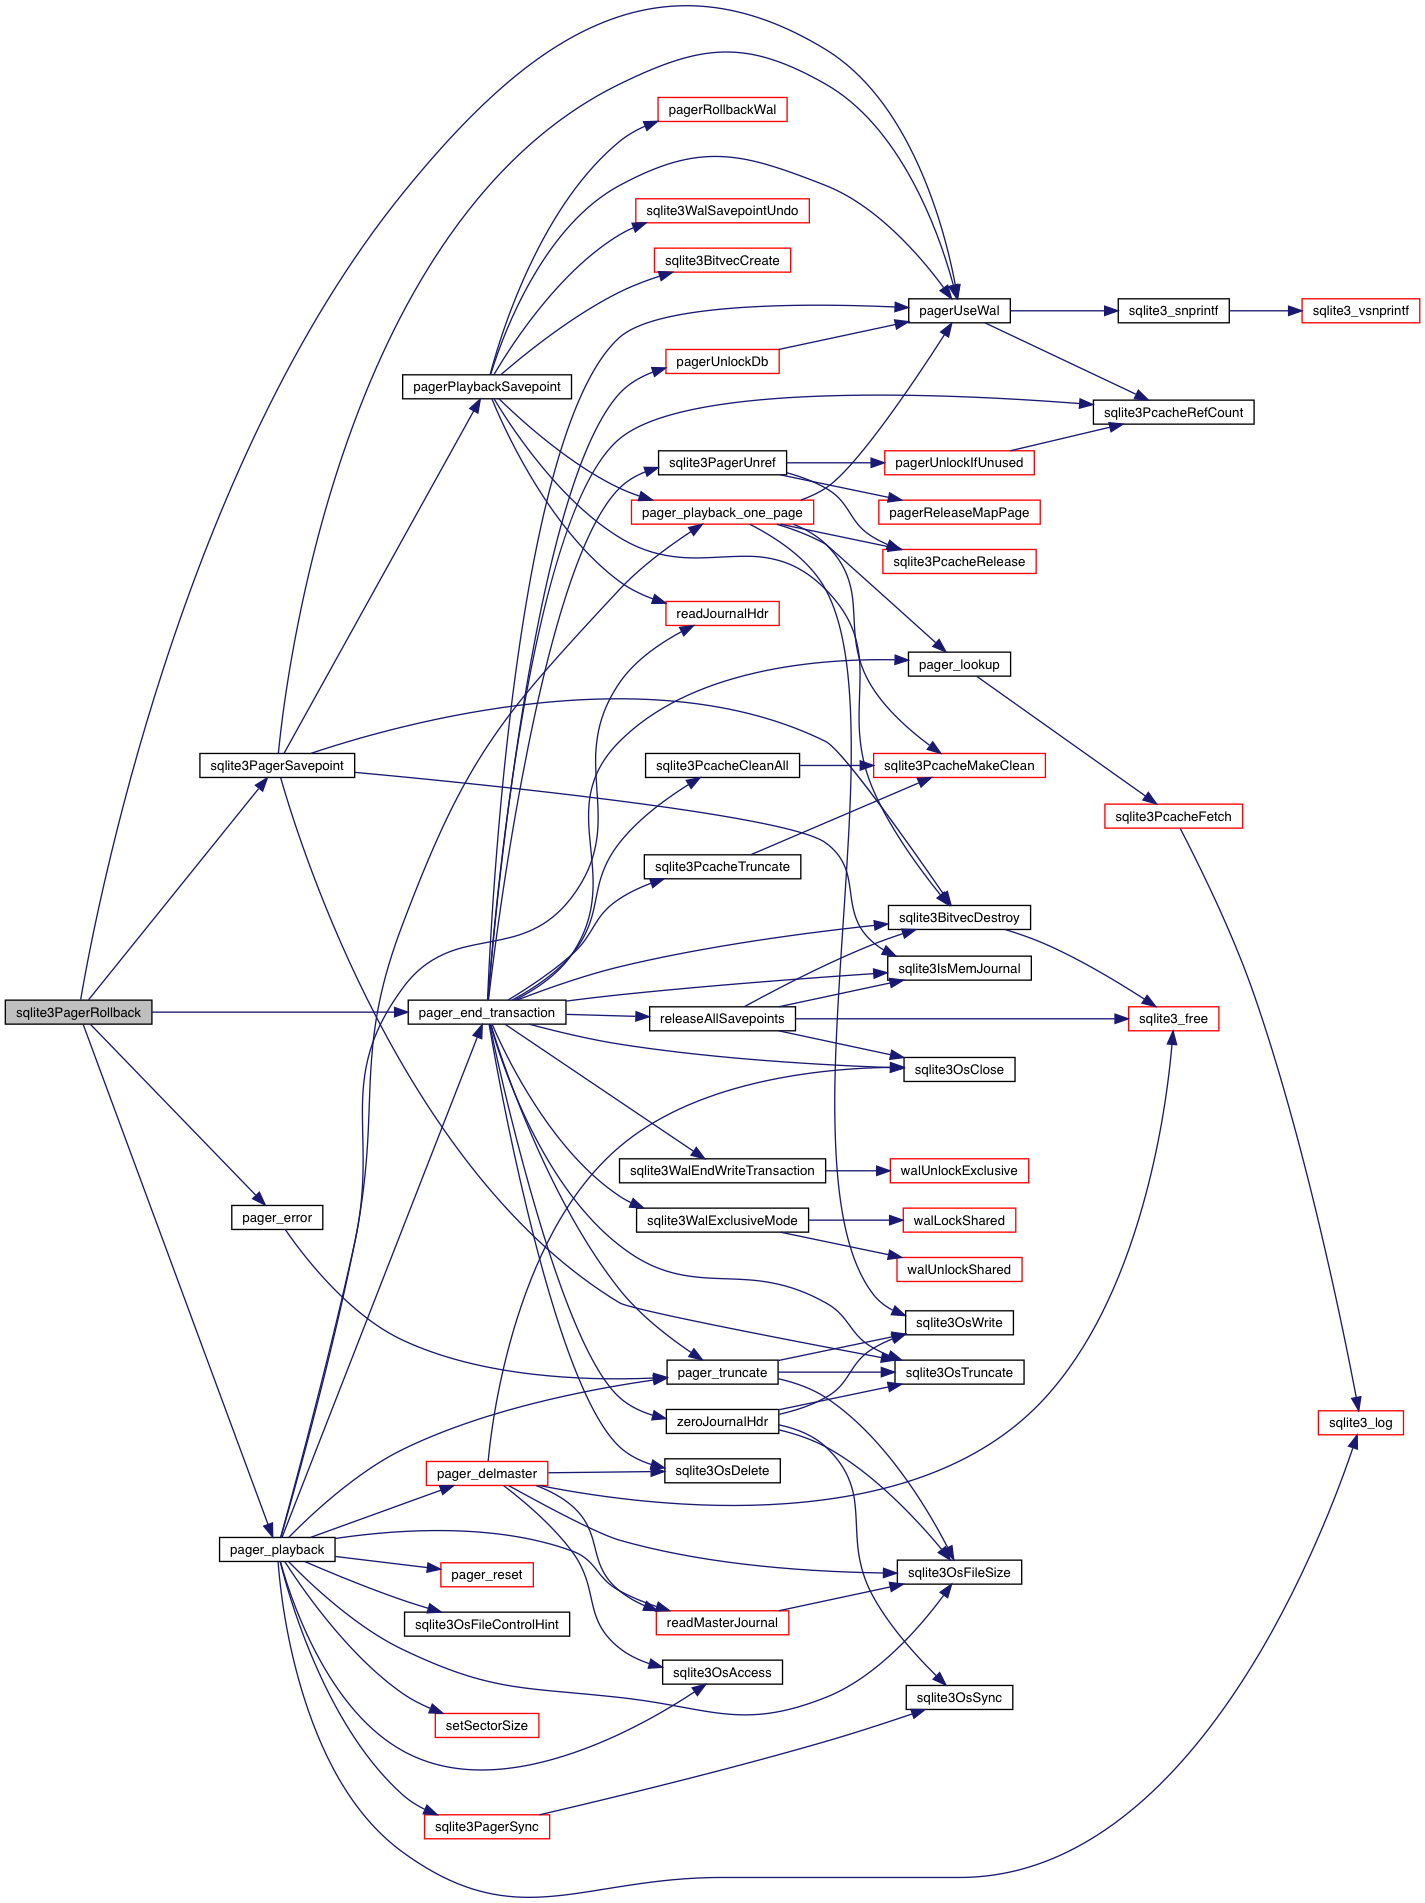 pagerRollbackWal
sqlite3WalSavepointUndo
sqlite3BitvecCreate
pagerUseWal
sqlite3_snprintf
sqlite3_vsnprintf
pagerUnlockDb
pagerPlaybackSavepoint
sqlite3PcacheRefCount
sqlite3PagerUnref
pagerUnlockIfUnused
pager_playback_one_page
pagerReleaseMapPage
sqlite3PcacheRelease
readJournalHdr
pager_lookup
sqlite3PagerSavepoint
sqlite3PcacheCleanAll
sqlite3PcacheMakeClean
sqlite3PcacheFetch
sqlite3PcacheTruncate
sqlite3BitvecDestroy
sqlite3IsMemJournal
sqlite3PagerRollback
pager_end_transaction
releaseAllSavepoints
sqlite3_free
sqlite3OsClose
sqlite3WalEndWriteTransaction
walUnlockExclusive
pager_error
sqlite3WalExclusiveMode
walLockShared
walUnlockShared
sqlite3OsWrite
pager_truncate
sqlite3OsTruncate
zeroJournalHdr
sqlite3_log
pager_delmaster
sqlite3OsDelete
pager_playback
pager_reset
sqlite3OsFileSize
sqlite3OsFileControlHint
readMasterJournal
sqlite3OsAccess
sqlite3OsSync
setSectorSize
sqlite3PagerSync